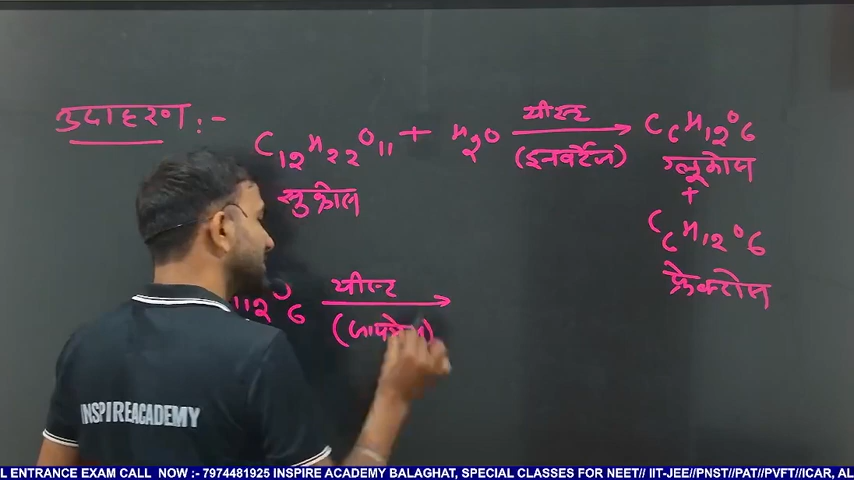 उदाहरण :-
C12H22O11 + H2O यीस्ट (इनवर्टेज) C6H12O6
सुक्रोस ग्लूकोस
+
C6H12O6
फ्रेक्टोस
H12O6 यीस्ट
INSPIREACADEMY
L ENTRANCE EXAM CALL NOW :- 7974481925 INSPIRE ACADEMY BALAGHAT, SPECIAL CLASSES FOR NEET// IIT-JEE//PNST//PAT//PVFT//ICAR, AL